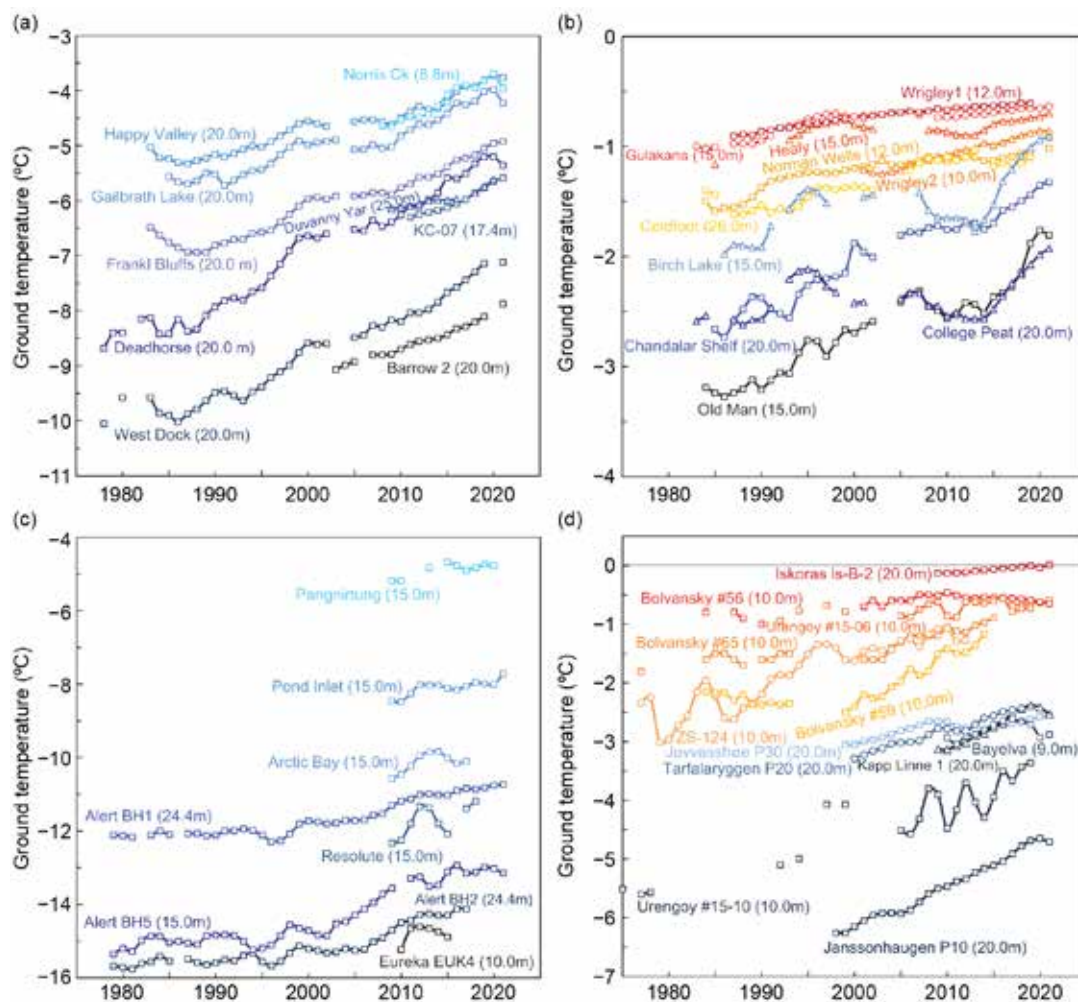 (a)
−3
−4
−5
−6
−7
−8
−9
−10
−11
Ground temperature (ºC)
Norris Ck (8.8m)
Happy Valley (20.0m)
Gailbrath Lake (20.0m)
Duvanny Yar (25.0m)
KC-07 (17.4m)
Frankl Bluffs (20.0 m)
Deadhorse (20.0 m)
Barrow 2 (20.0m)
West Dock (20.0m)
1980 1990 2000 2010 2020
(b)
0
−1
−2
−3
−4
Ground temperature (ºC)
Wrigley1 (12.0m)
Gulakana (15.0m)
Healy (15.0m)
Norman Wells (12.0m)
Wrigley2 (10.0m)
Coldfoot (26.0m)
Birch Lake (15.0m)
Chandalar Shelf (20.0m)
College Peat (20.0m)
Old Man (15.0m)
1980 1990 2000 2010 2020
(c)
−4
−6
−8
−10
−12
−14
−16
Ground temperature (ºC)
Pangnirtung (15.0m)
Pond Inlet (15.0m)
Arctic Bay (15.0m)
Alert BH1 (24.4m)
Resolute (15.0m)
Alert BH2 (24.4m)
Alert BH5 (15.0m)
Eureka EUK4 (10.0m)
1980 1990 2000 2010 2020
(d)
0
−1
−2
−3
−4
−5
−6
−7
Ground temperature (ºC)
Iskoras Is-B-2 (20.0m)
Bolvansky #56 (10.0m)
Urengoy #15-06 (10.0m)
Bolvansky #65 (10.0m)
Bolvansky #59 (10.0m)
ZS-124 (10.0m)
Juvvasshøe P30 (20.0m)
Bayelva (9.0m)
Tarfalaryggen P20 (20.0m)
Kapp Linne 1 (20.0m)
Urengoy #15-10 (10.0m)
Janssonhaugen P10 (20.0m)
1980 1990 2000 2010 2020